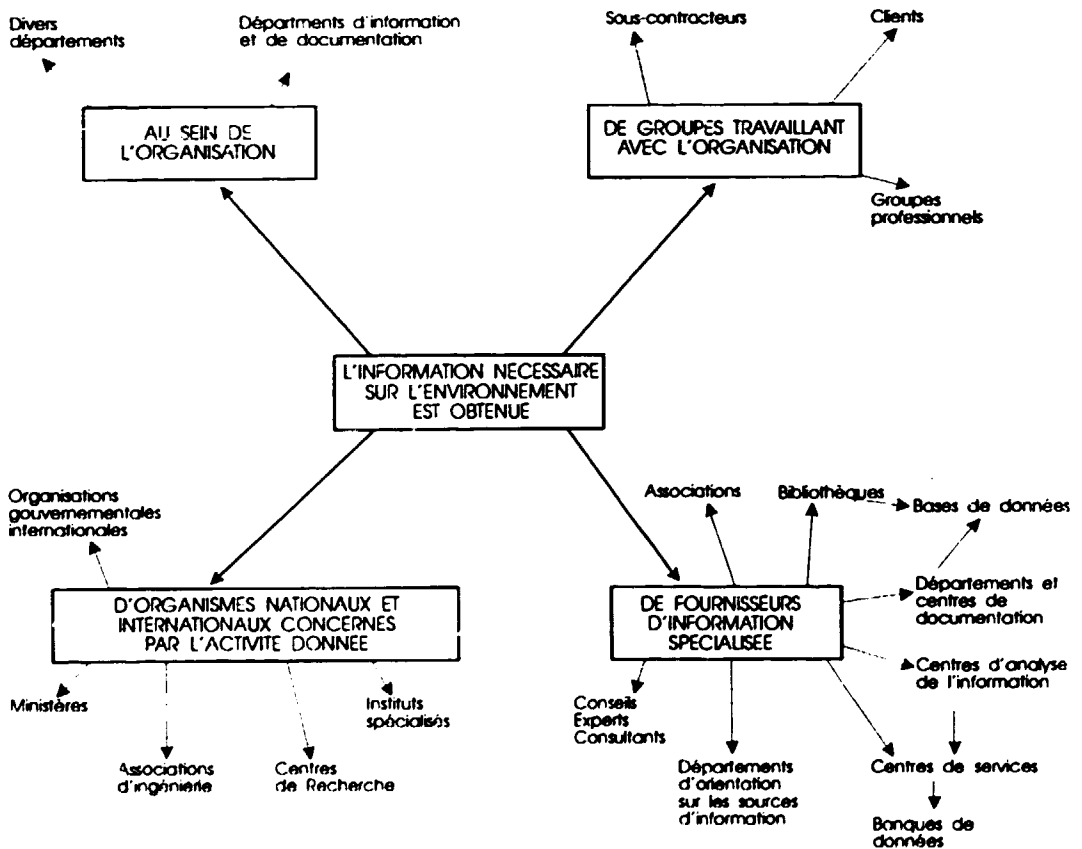 Divers
départements
Départments d'information
et de documentation
Sous-contracteurs
Clients
AU SEIN DE
L'ORGANISATION
DE GROUPES TRAVAILLANT
AVEC L'ORGANISATION
Groupes
professionnels
L'INFORMATION NECESSAIRE
SUR L'ENVIRONNEMENT
EST OBTENUE
Organisations
gouvernementales
internationales
Associations
Bibliothèques
Bases de données
D'ORGANISMES NATIONAUX ET
INTERNATIONAUX CONCERNES
PAR L'ACTIVITE DONNEE
DE FOURNISSEURS
D'INFORMATION
SPECIALISEE
Départements et
centres de
documentation
Centres d'analyse
de l'information
Ministères
Instituts
spécialisés
Conseils
Experts
Consultants
Associations
d'ingénierie
Centres
de Recherche
Départements
d'orientation
sur les sources
d'information
Centres de services
Banques de
données